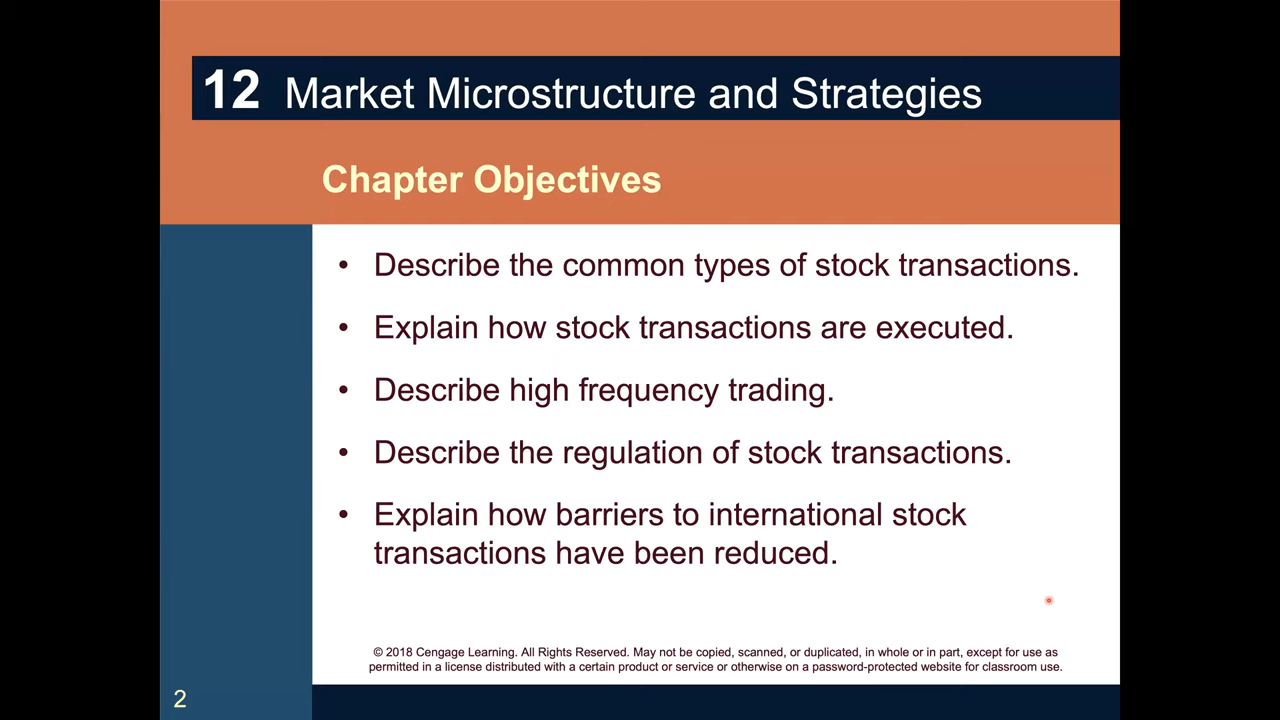 12 Market Microstructure and Strategies
Chapter Objectives
• Describe the common types of stock transactions.
• Explain how stock transactions are executed.
• Describe high frequency trading.
• Describe the regulation of stock transactions.
• Explain how barriers to international stock
transactions have been reduced.
© 2018 Cengage Learning. All Rights Reserved. May not be copied, scanned, or duplicated, in whole or in part, except for use as
permitted in a license distributed with a certain product or service or otherwise on a password-protected website for classroom use.
2